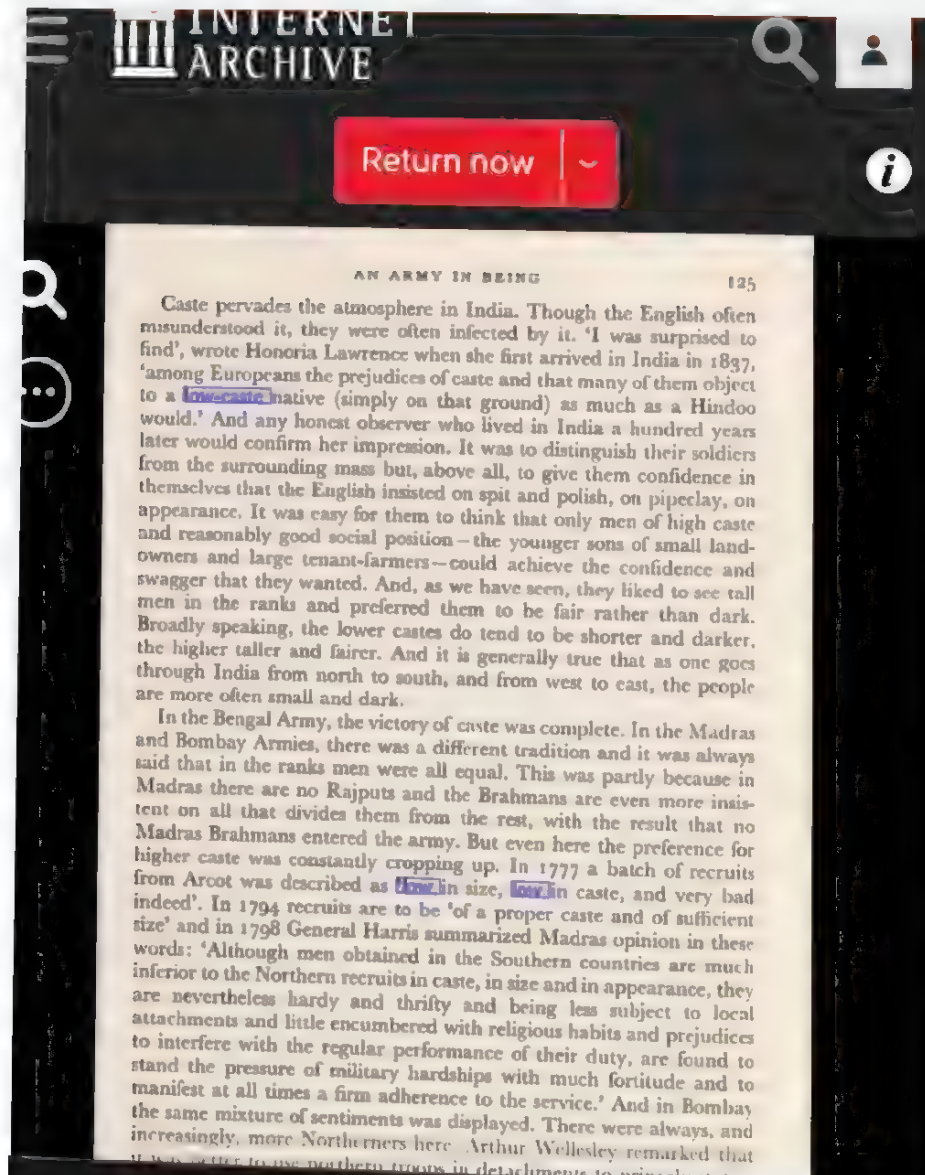 INTERNET
ARCHIVE
Return now
AN ARMY IN BEING 125
Caste pervades the atmosphere in India. Though the English often
misunderstood it, they were often infected by it. 'I was surprised to
find', wrote Honoria Lawrence when she first arrived in India in 1837,
'among Europeans the prejudices of caste and that many of them object
to a low-caste native (simply on that ground) as much as a Hindoo
would.' And any honest observer who lived in India a hundred years
later would confirm her impression. It was to distinguish their soldiers
from the surrounding mass but, above all, to give them confidence in
themselves that the English insisted on spit and polish, on pipeclay, on
appearance. It was easy for them to think that only men of high caste
and reasonably good social position – the younger sons of small land-
owners and large tenant-farmers – could achieve the confidence and
swagger that they wanted. And, as we have seen, they liked to see tall
men in the ranks and preferred them to be fair rather than dark.
Broadly speaking, the lower castes do tend to be shorter and darker,
the higher taller and fairer. And it is generally true that as one goes
through India from north to south, and from west to east, the people
are more often small and dark.
In the Bengal Army, the victory of caste was complete. In the Madras
and Bombay Armies, there was a different tradition and it was always
said that in the ranks men were all equal. This was partly because in
Madras there are no Rajputs and the Brahmans are even more insis-
tent on all that divides them from the rest, with the result that no
Madras Brahmans entered the army. But even here the preference for
higher caste was constantly cropping up. In 1777 a batch of recruits
from Arcot was described as 'low in size, low in caste, and very bad
indeed'. In 1794 recruits are to be 'of a proper caste and of sufficient
size' and in 1798 General Harris summarized Madras opinion in these
words: 'Although men obtained in the Southern countries are much
inferior to the Northern recruits in caste, in size and in appearance, they
are nevertheless hardy and thrifty and being less subject to local
attachments and little encumbered with religious habits and prejudices
to interfere with the regular performance of their duty, are found to
stand the pressure of military hardships with much fortitude and to
manifest at all times a firm adherence to the service.' And in Bombay
the same mixture of sentiments was displayed. There were always, and
increasingly, more Northerners here. Arthur Wellesley remarked that
northern troops in detachments to